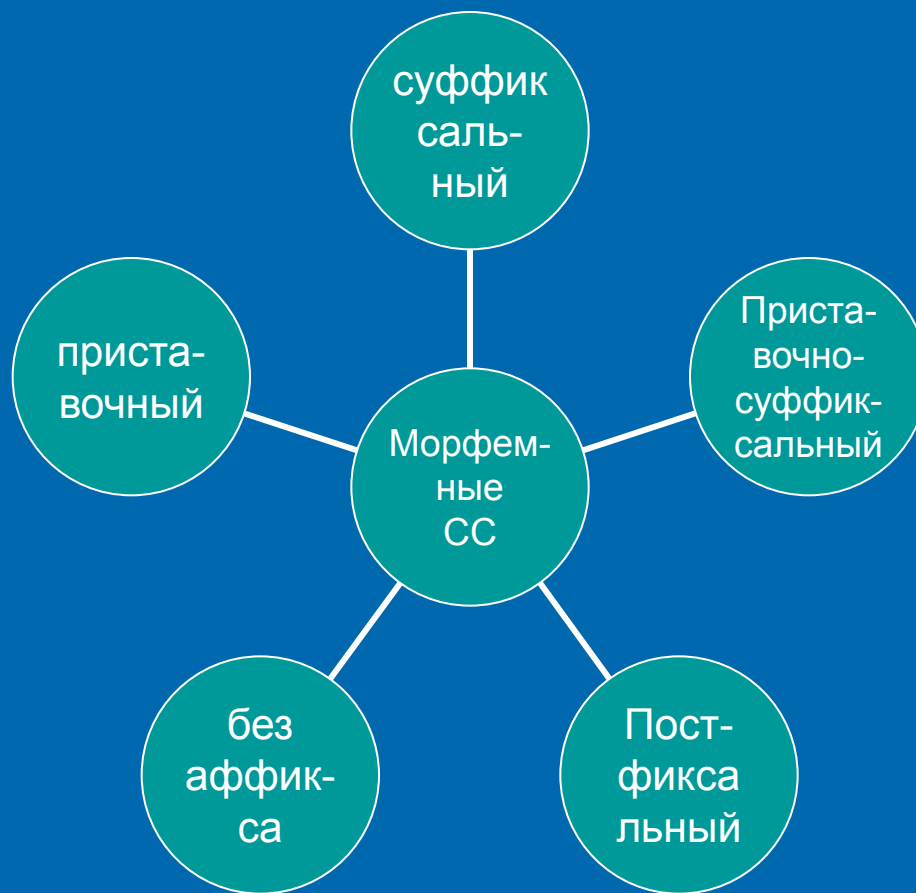 суффик
саль-
ный
приста-
вочный
Приста-
вочно-
суффик-
сальный
Морфем-
ные
СС
без
аффик-
са
Пост-
фикса
льный